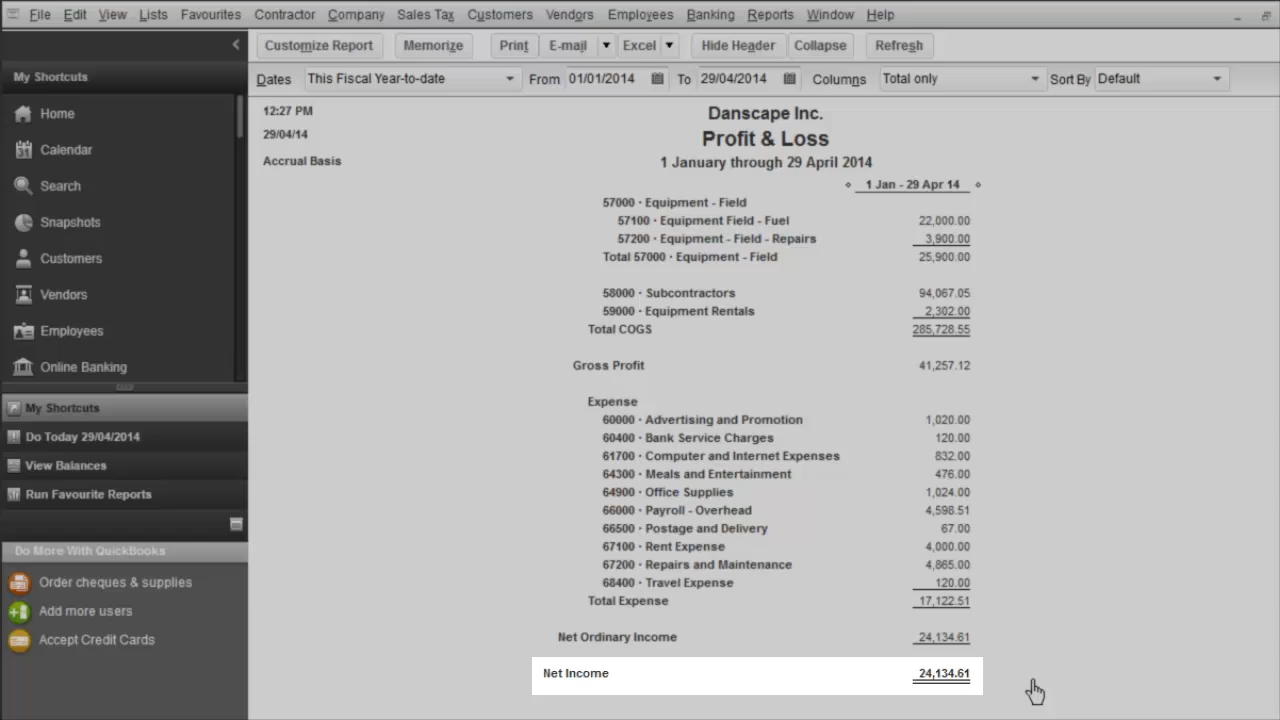 File Edit View Lists Favourites Contractor Company Sales Tax Customers Vendors Employees Banking Reports Window Help
Customize Report Memorize Print E-mail Excel Hide Header Collapse Refresh
My Shortcuts
Dates This Fiscal Year-to-date From 01/01/2014 To 29/04/2014 Columns Total only Sort By Default
Home
Calendar
Search
Snapshots
Customers
Vendors
Employees
Online Banking
My Shortcuts
Do Today 29/04/2014
View Balances
Run Favourite Reports
Do More With QuickBooks
Order cheques & supplies
Add more users
Accept Credit Cards
12:27 PM
29/04/14
Accrual Basis
Danscape Inc.
Profit & Loss
1 January through 29 April 2014
1 Jan - 29 Apr 14
57000 · Equipment - Field
57100 · Equipment Field - Fuel 22,000.00
57200 · Equipment - Field - Repairs 3,900.00
Total 57000 · Equipment - Field 25,900.00
58000 · Subcontractors 94,067.05
59000 · Equipment Rentals 2,302.00
Total COGS 285,728.55
Gross Profit 41,257.12
Expense
60000 · Advertising and Promotion 1,020.00
60400 · Bank Service Charges 120.00
61700 · Computer and Internet Expenses 832.00
64300 · Meals and Entertainment 476.00
64900 · Office Supplies 1,024.00
66000 · Payroll - Overhead 4,598.51
66500 · Postage and Delivery 67.00
67100 · Rent Expense 4,000.00
67200 · Repairs and Maintenance 4,865.00
68400 · Travel Expense 120.00
Total Expense 17,122.51
Net Ordinary Income 24,134.61
Net Income 24,134.61